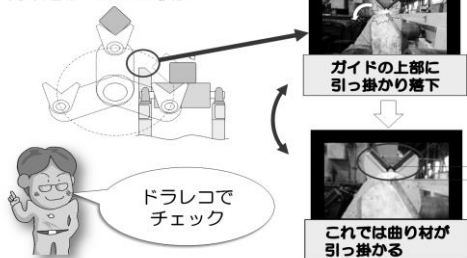 ガイドの上部に
引っ掛かり落下
ドラレコで
チェック
これでは曲り材が
引っ掛かる